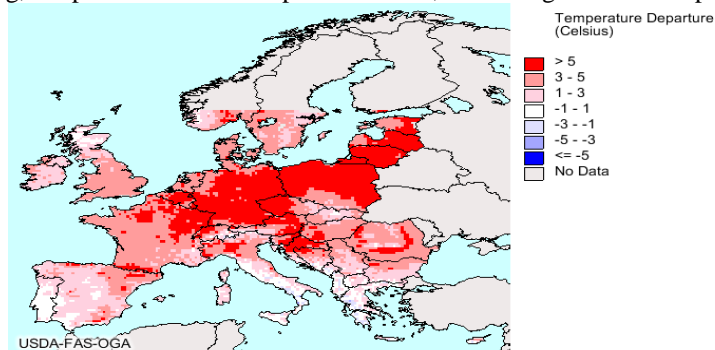 Temperature Departure
(Celsius)
> 5
3 - 5
1 - 3
-1 - 1
-3 - -1
-5 - -3
<= -5
No Data
USDA-FAS-OGA